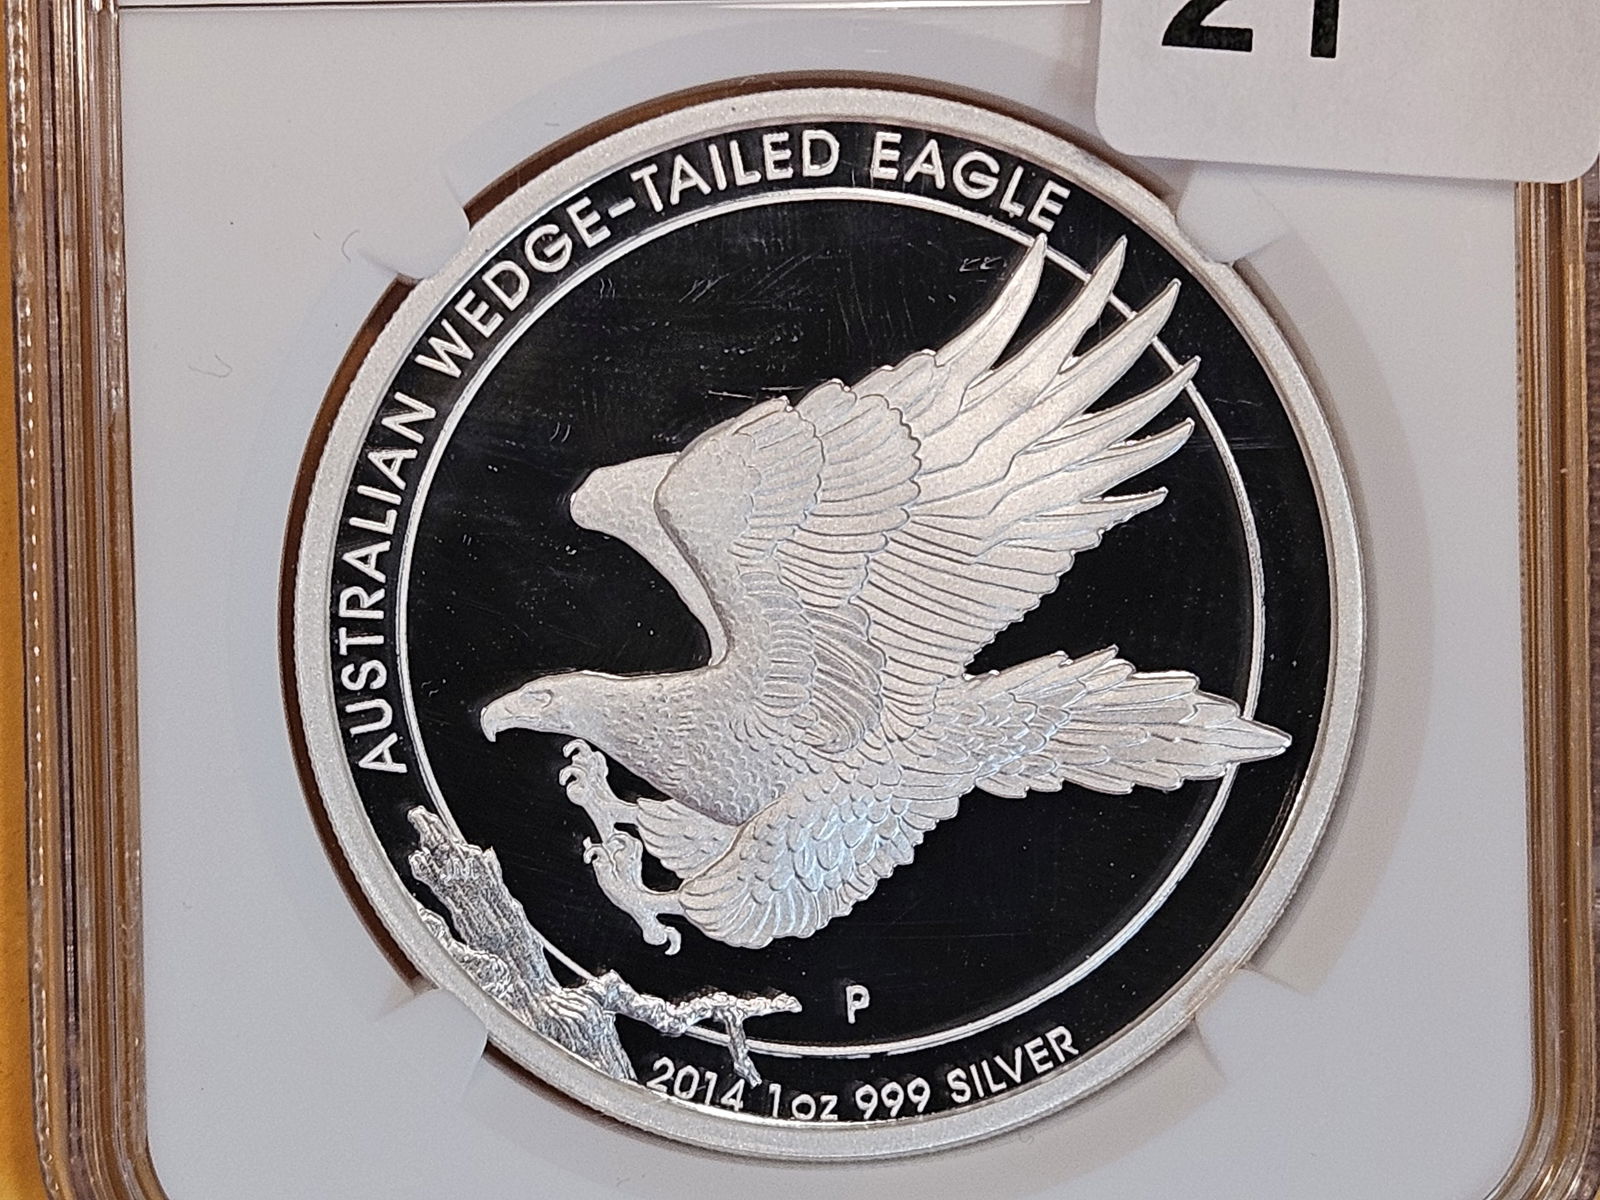 21
AUSTRALIAN WEDGE-TAILED EAGLE
P
2014 1oz 999 SILVER